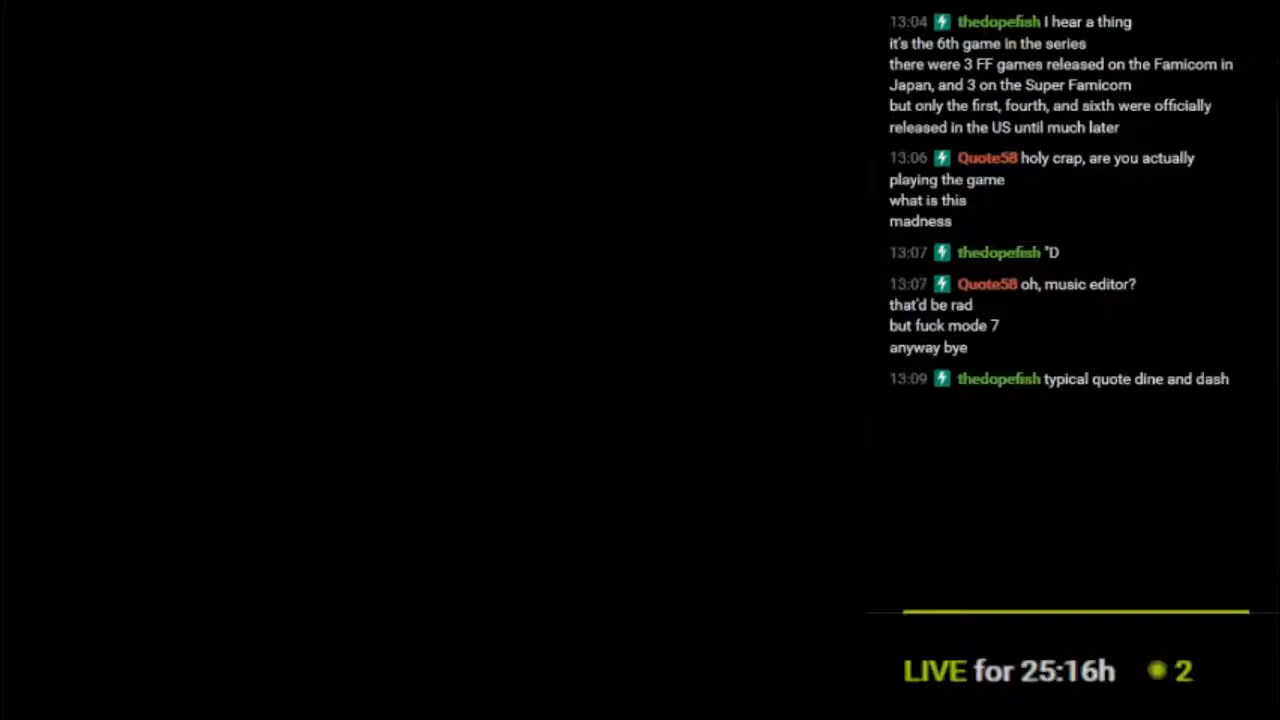 13:04 thedopefish I hear a thing
it's the 6th game in the series
there were 3 FF games released on the Famicom in
Japan, and 3 on the Super Famicom
but only the first, fourth, and sixth were officially
released in the US until much later
13:06 Quote58 holy crap, are you actually
playing the game
what is this
madness
13:07 thedopefish "D
13:07 Quote58 oh, music editor?
that'd be rad
but fuck mode 7
anyway bye
13:09 thedopefish typical quote dine and dash
LIVE for 25:16h 2